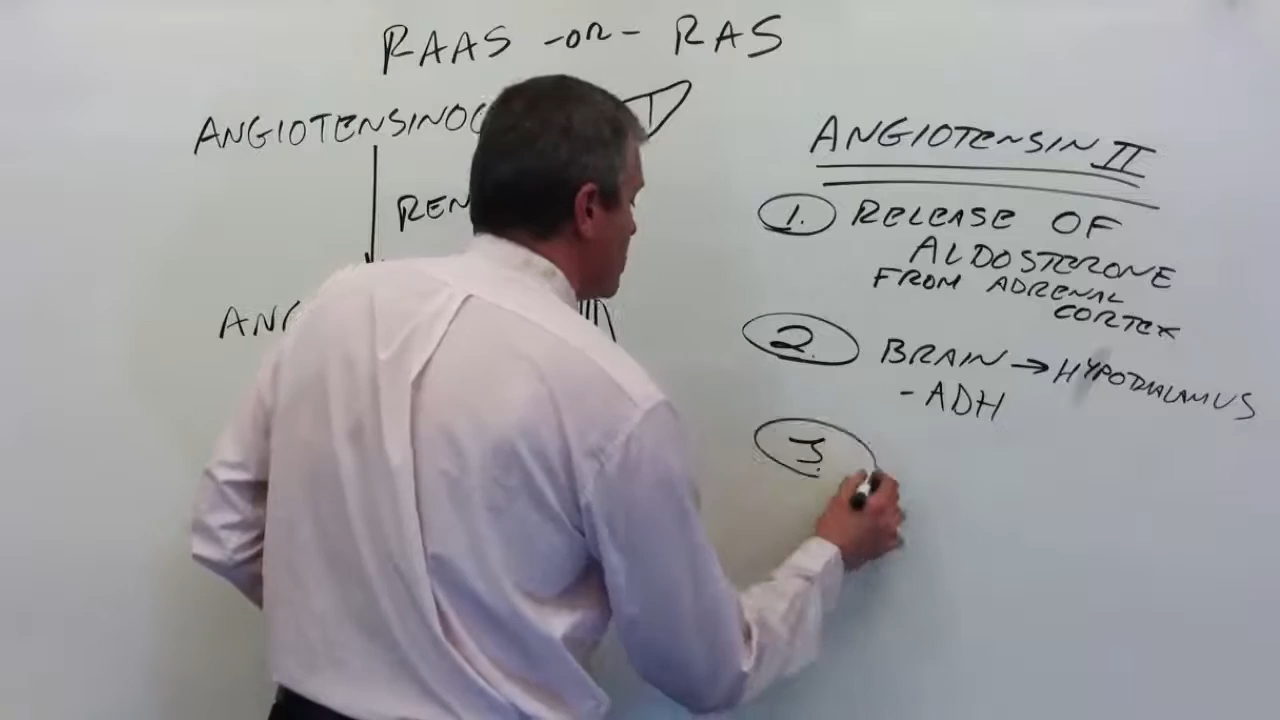 RAAS -or- RAS
ANGIOTENSINO
REN
ANG
ANGIOTENSIN II
1. RELEASE OF
ALDOSTERONE
FROM ADRENAL
CORTEX
2. BRAIN → HYPOTHALAMUS
- ADH
3.